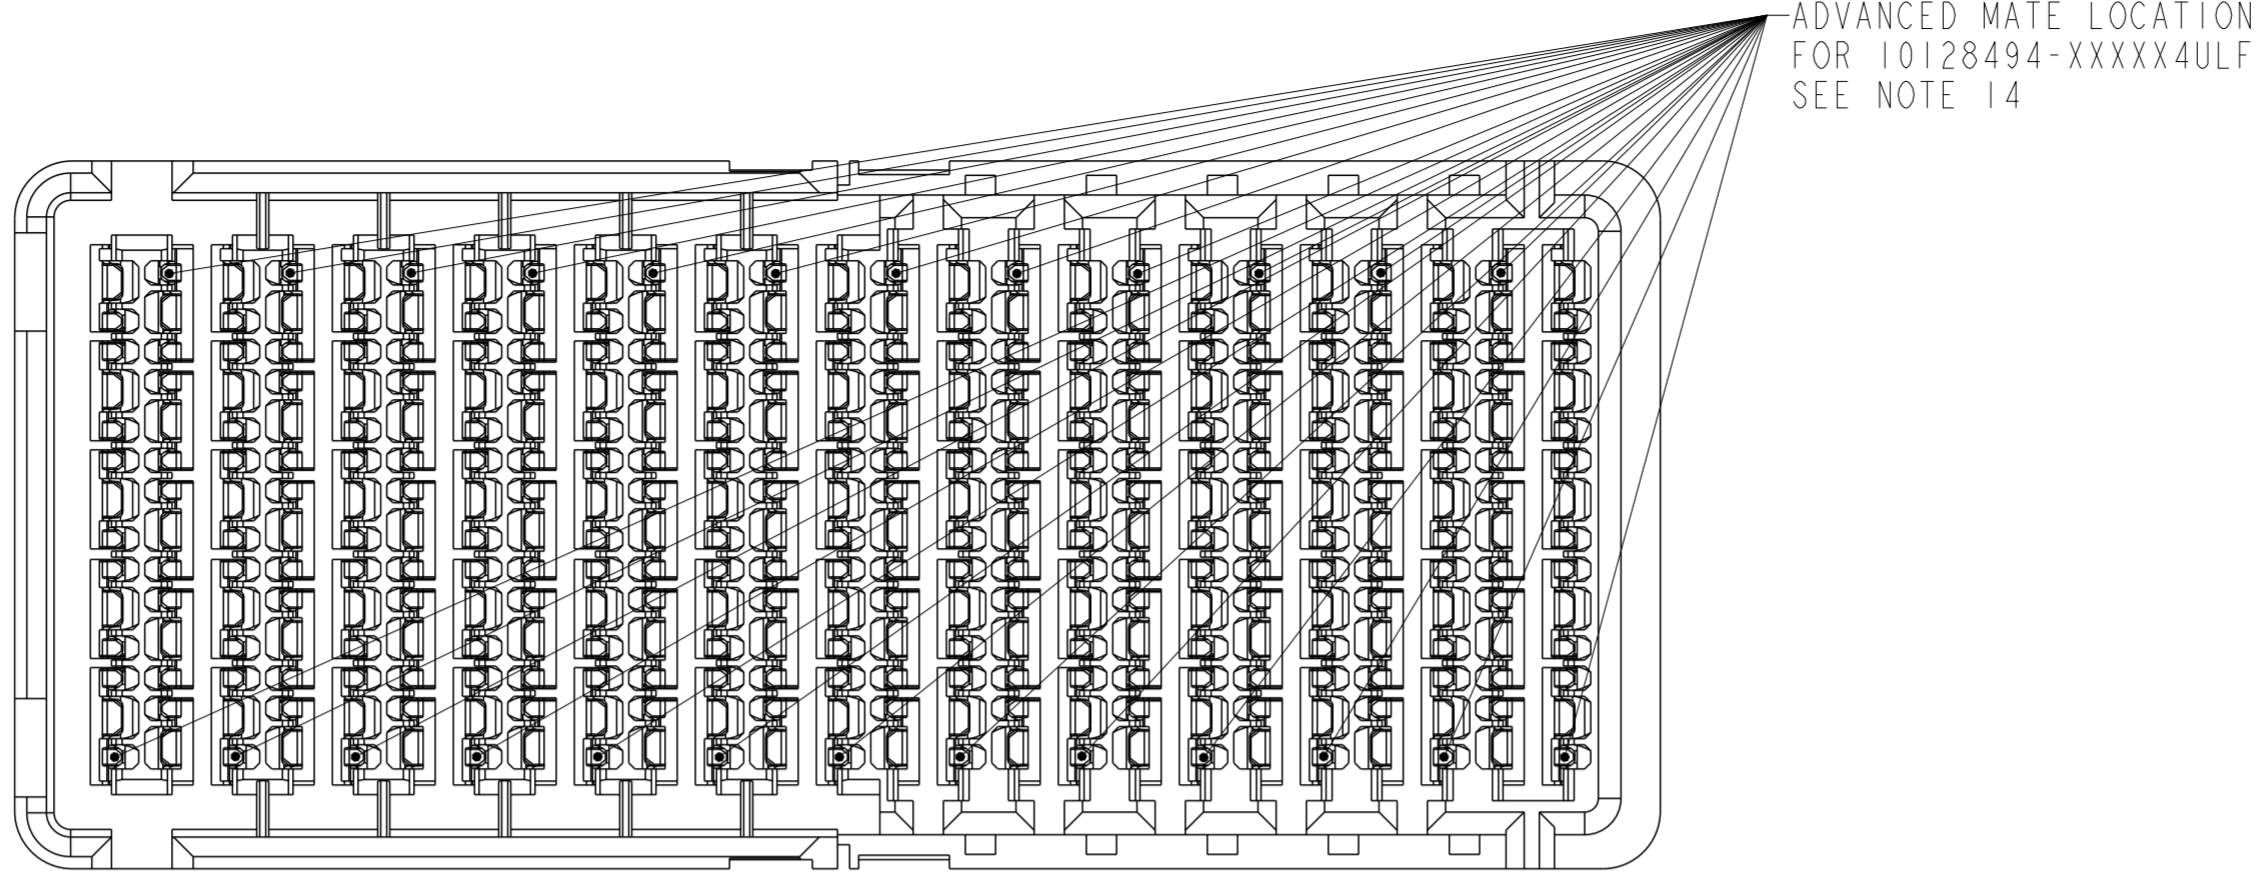 ADVANCED MATE LOCATION
FOR 10128494-XXXXX4ULF
SEE NOTE 14